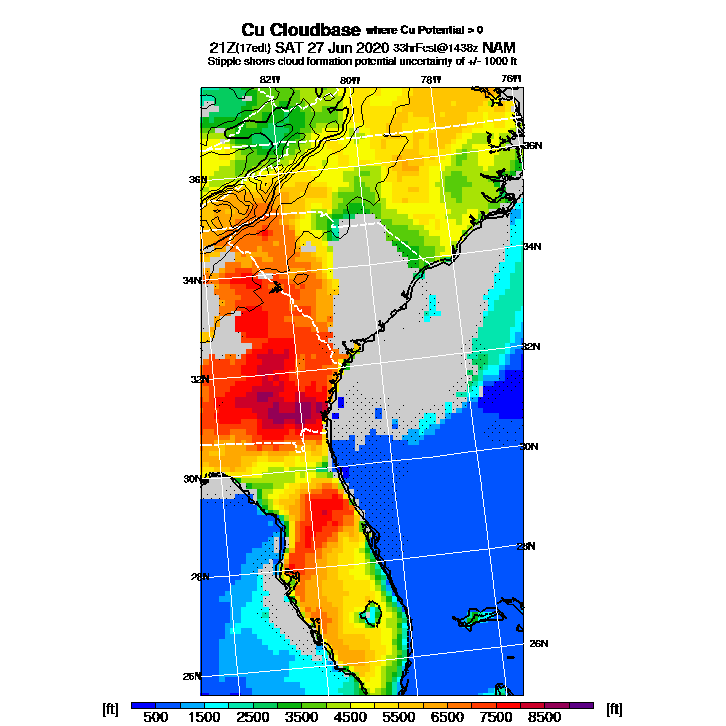 Cu Cloudbase where Cu Potential > 0
21Z(17edt) SAT 27 Jun 2020 33hrFcst@1438z NAM
Stipple shows cloud formation potential uncertainty of +/- 1000 ft
82W 80W 78W 76W
36N
36N
34N
34N
32N
32N
30N
30N
28N
28N
26N
26N
[ft] 500 1500 2500 3500 4500 5500 6500 7500 8500 [ft]